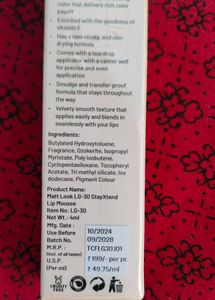 color that delivers rich color
payoff
• Enriched with the goodness of
vitamin E
• Has a non-sticky, and non-
drying formula
• Comes with a teardrop
applicator with a center well
for precise and even
application
• Smudge and transfer-proof
formula that stays throughout
your way
• Velvety smooth texture that
applies easily and blends in
seamlessly with your lips
Ingredients:
Butylated Hydroxytoluene,
Fragrance, Ozokerite, Isopropyl
Myristate, Poly Isobutene,
Cyclopentasiloxane, Tocopheryl
Acetate, Tri methyl silicate, Iso
Dodecane, Pigment Colour
Product Name:
Matt Look LG-30 StayXtend
Lip Mousse
Item No: LG-30
Net Wt.: 4ml
Mfg. Date 10/2024
Use Before 09/2028
Batch No. TCFLG30J01
M.R.P. ₹199/- per pc
(Incl. of all taxes)
U.S.P. ₹ 49.75/ml
(Per ml)
CRUELTY
FREE